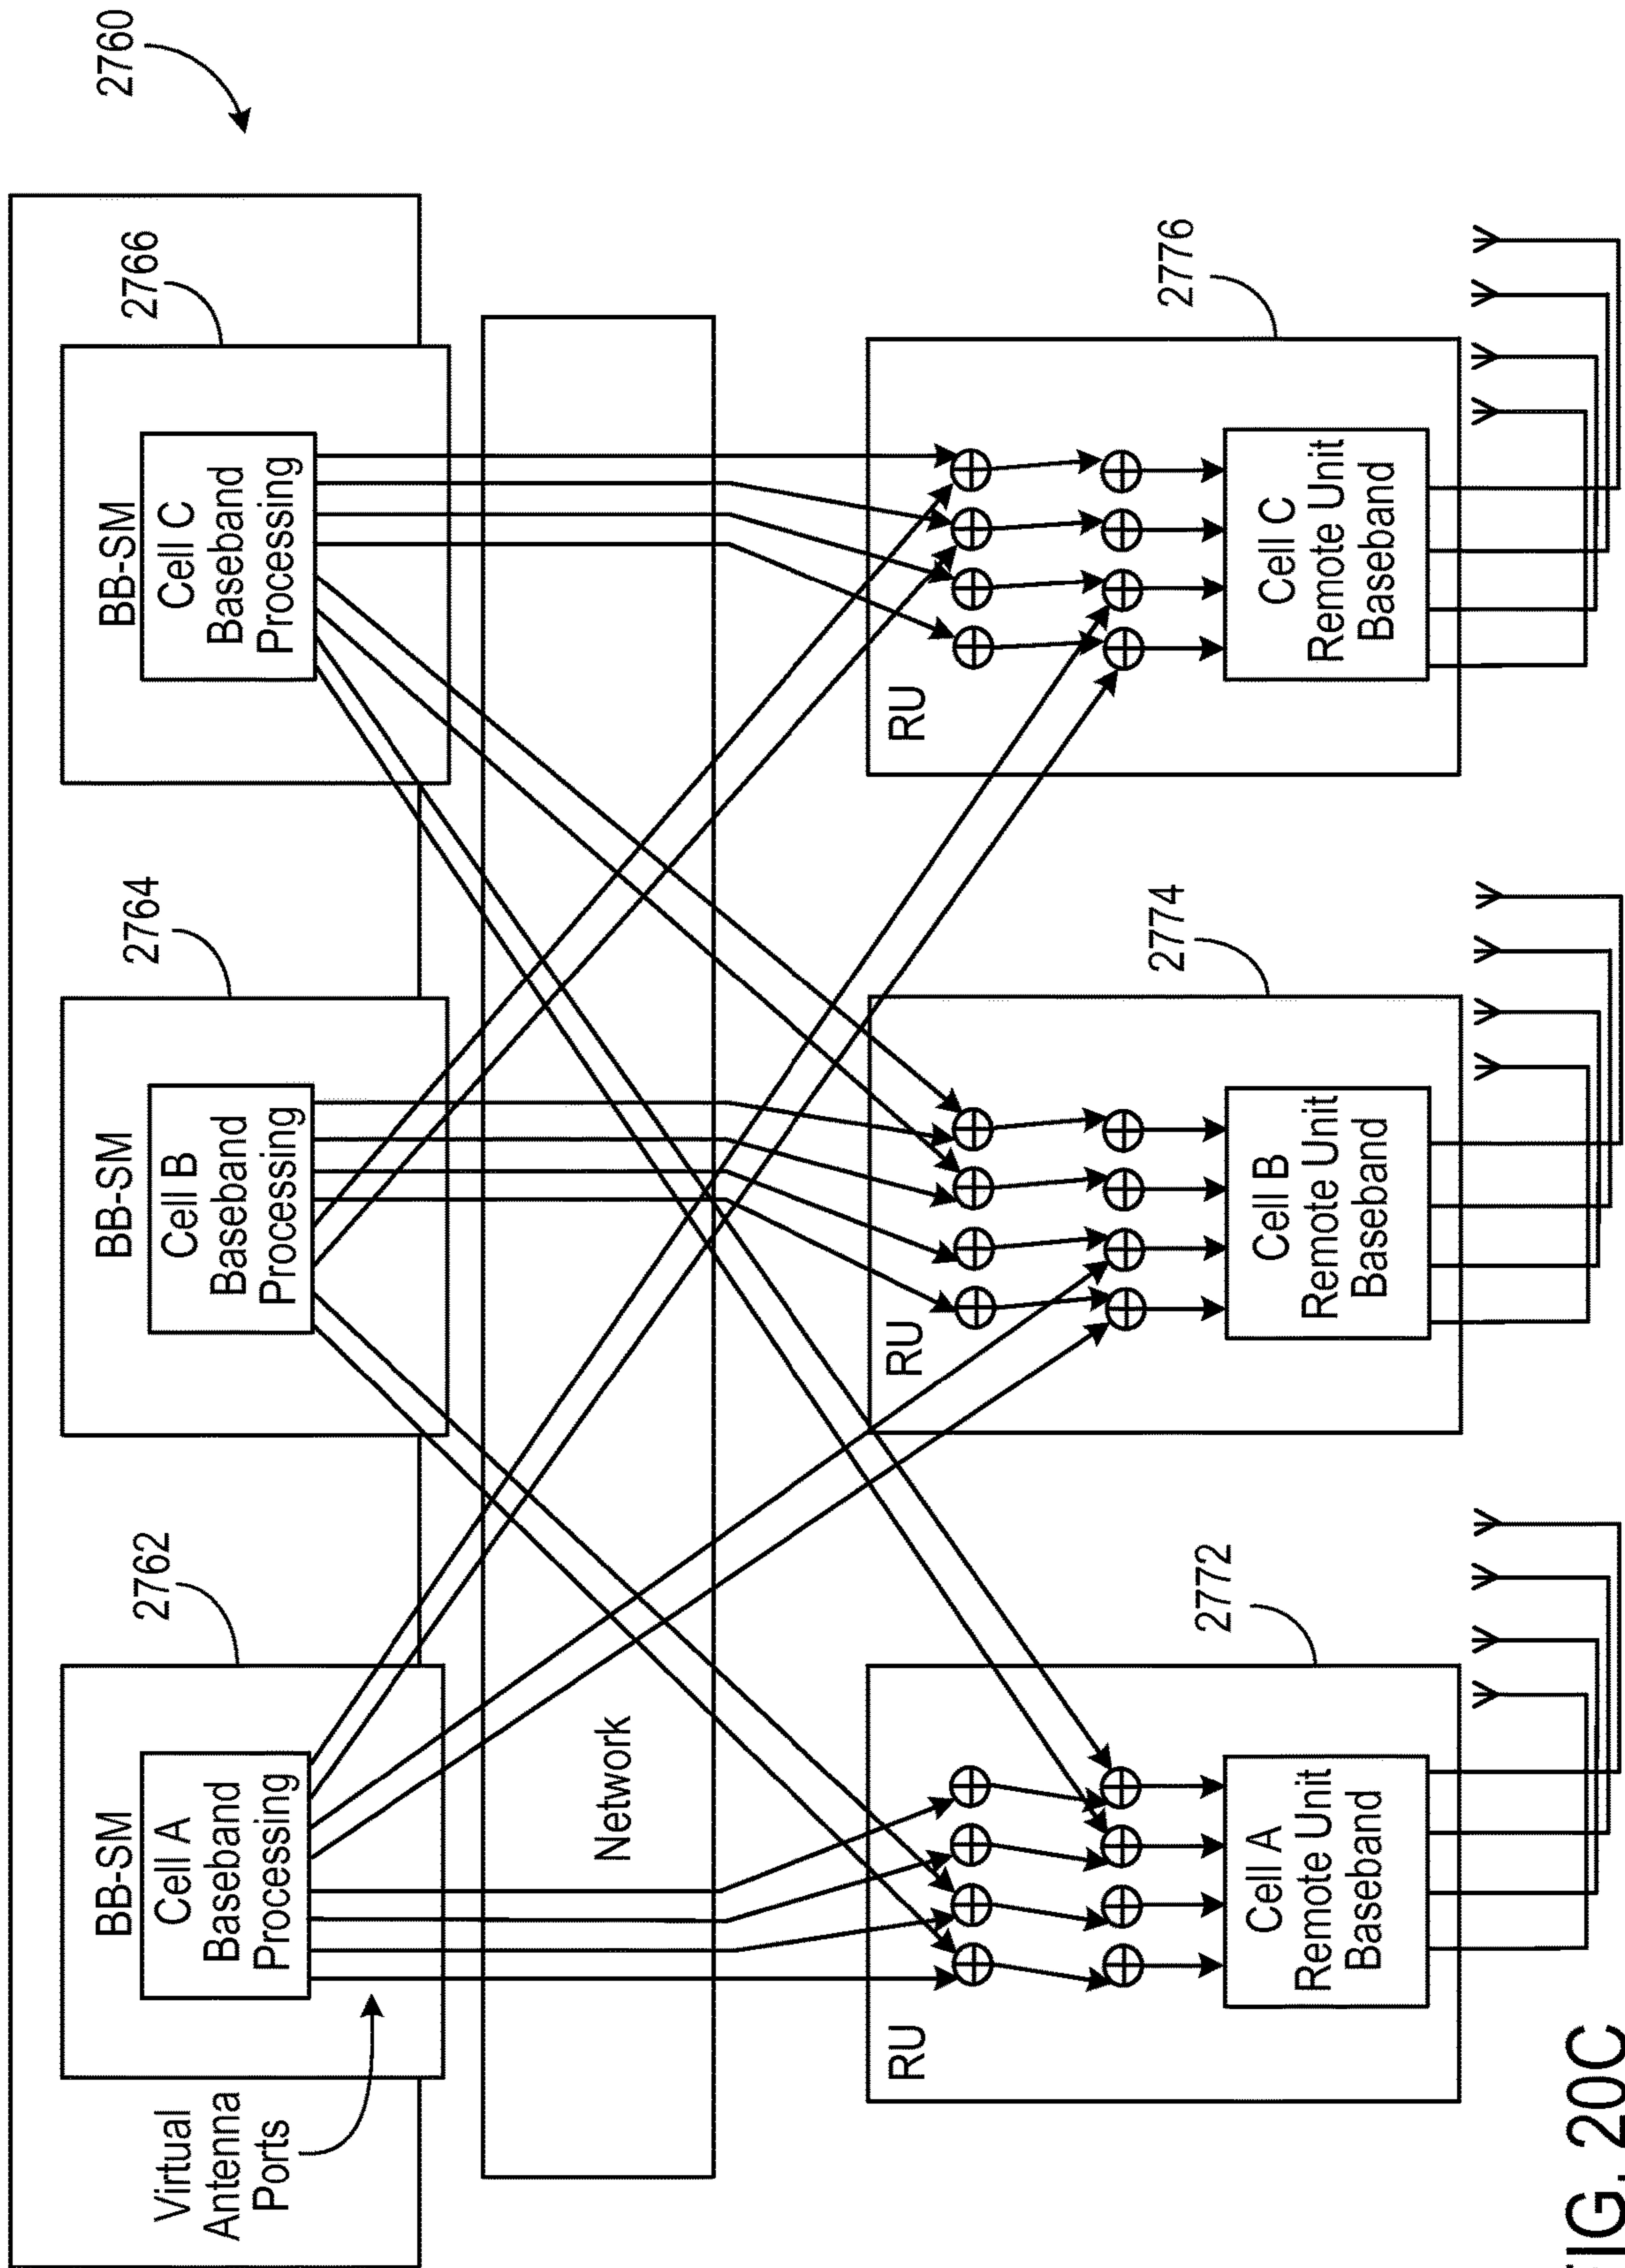 2760
2762
2764
2766
BB-SM
Cell A
Baseband
Processing
BB-SM
Cell B
Baseband
Processing
BB-SM
Cell C
Baseband
Processing
Virtual
Antenna
Ports
Network
RU
2772
Cell A
Remote Unit
Baseband
RU
2774
Cell B
Remote Unit
Baseband
RU
2776
Cell C
Remote Unit
Baseband
FIG. 20C